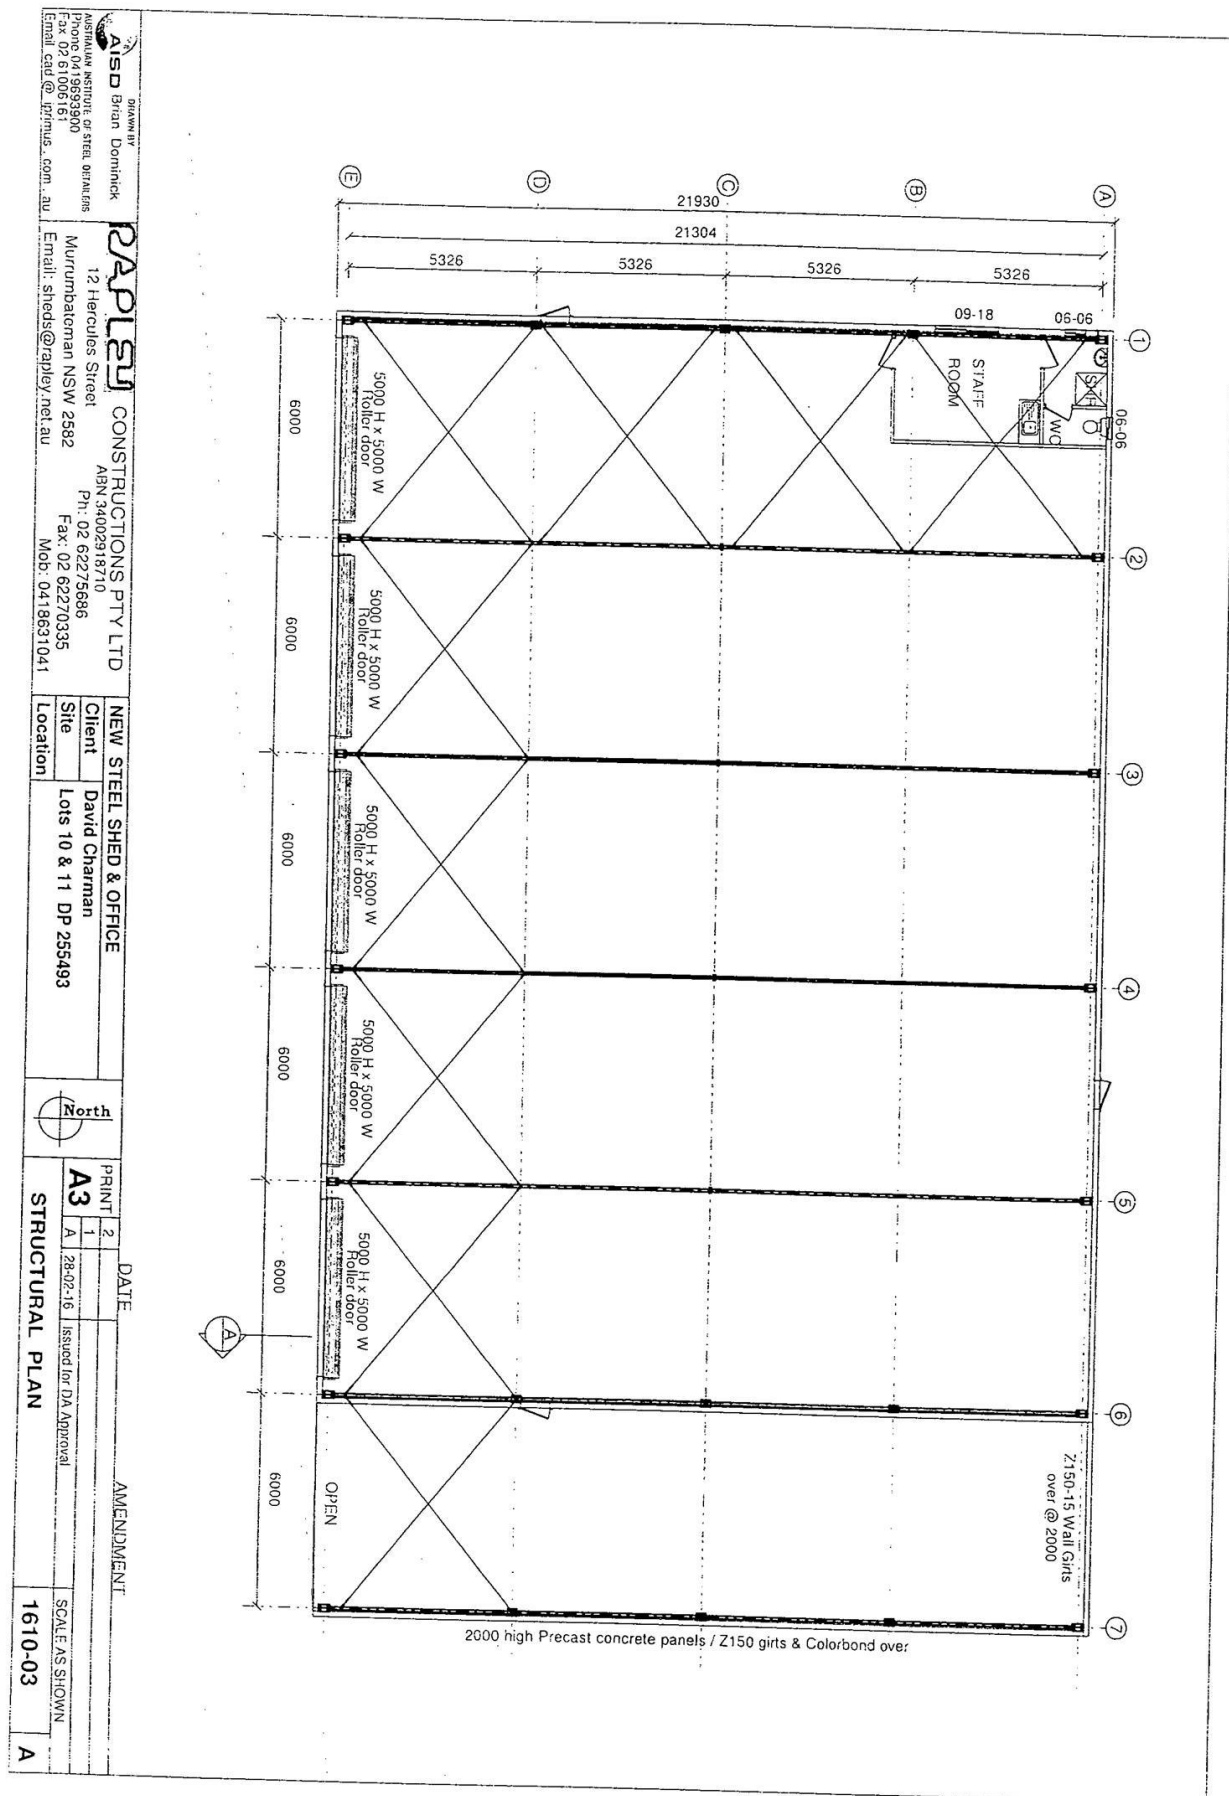 A
B
C
D
E
21930
21304
5326
5326
5326
5326
09-18
06-06
06-06
STAFF
ROOM
SHR
WC
1
2
3
4
5
6
7
5000 H x 5000 W
Roller door
5000 H x 5000 W
Roller door
5000 H x 5000 W
Roller door
5000 H x 5000 W
Roller door
5000 H x 5000 W
Roller door
OPEN
6000
6000
6000
6000
6000
6000
A
Z150-15 Wall Girts
over @ 2000
2000 high Precast concrete panels / Z150 girts & Colorbond over
DRAWN BY
AISD Brian Dominick
AUSTRALIAN INSTITUTE OF STEEL DETAILERS
Phone 0419693900
Fax 02 61006161
Email cad @ iprimus . com . au
RAPLEY CONSTRUCTIONS PTY LTD
ABN 34002918710
12 Hercules Street
Ph: 02 62275686
Murrumbateman NSW 2582
Fax: 02 62270335
Email: sheds@rapley.net.au
Mob: 0418631041
NEW STEEL SHED & OFFICE
Client David Charman
Site Lots 10 & 11 DP 255493
Location
North
PRINT
A3
DATE AMENDMENT
2
1
A 28-02-16 Issued for DA Approval
STRUCTURAL PLAN
SCALE AS SHOWN
1610-03 A